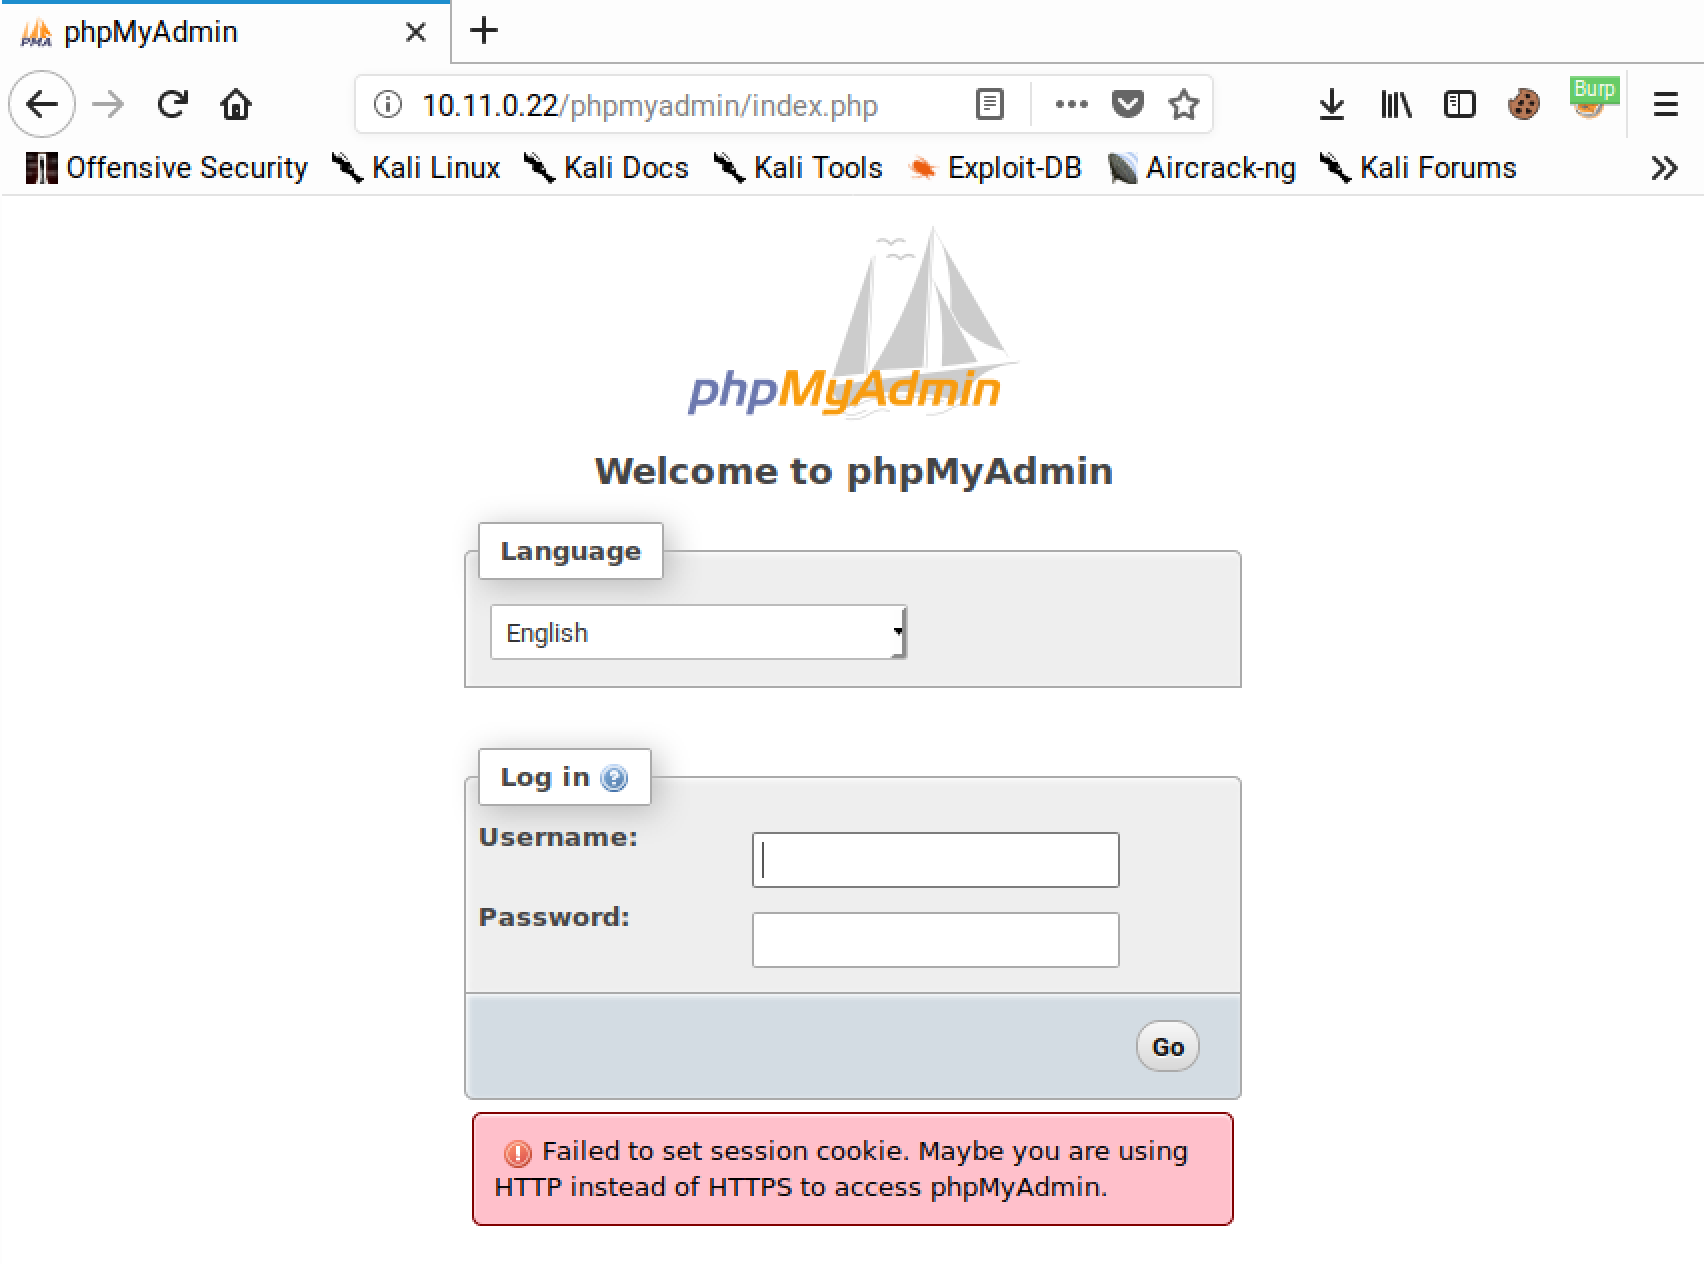 PMA phpMyAdmin
10.11.0.22/phpmyadmin/index.php
Burp
Offensive Security Kali Linux Kali Docs Kali Tools Exploit-DB Aircrack-ng Kali Forums
phpMyAdmin
Welcome to phpMyAdmin
Language
English
Log in
Username:
Password:
Go
Failed to set session cookie. Maybe you are using
HTTP instead of HTTPS to access phpMyAdmin.